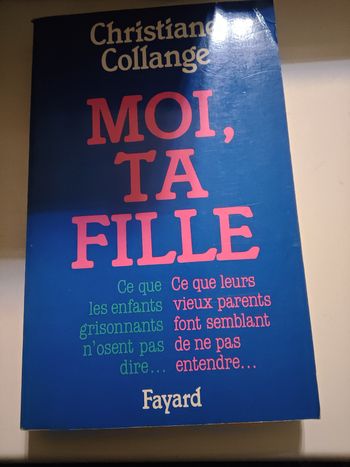 Christiane
Collange
MOI,
TA
FILLE
Ce que
les enfants
grisonnants
n'osent pas
dire...
Ce que leurs
vieux parents
font semblant
de ne pas
entendre...
Fayard